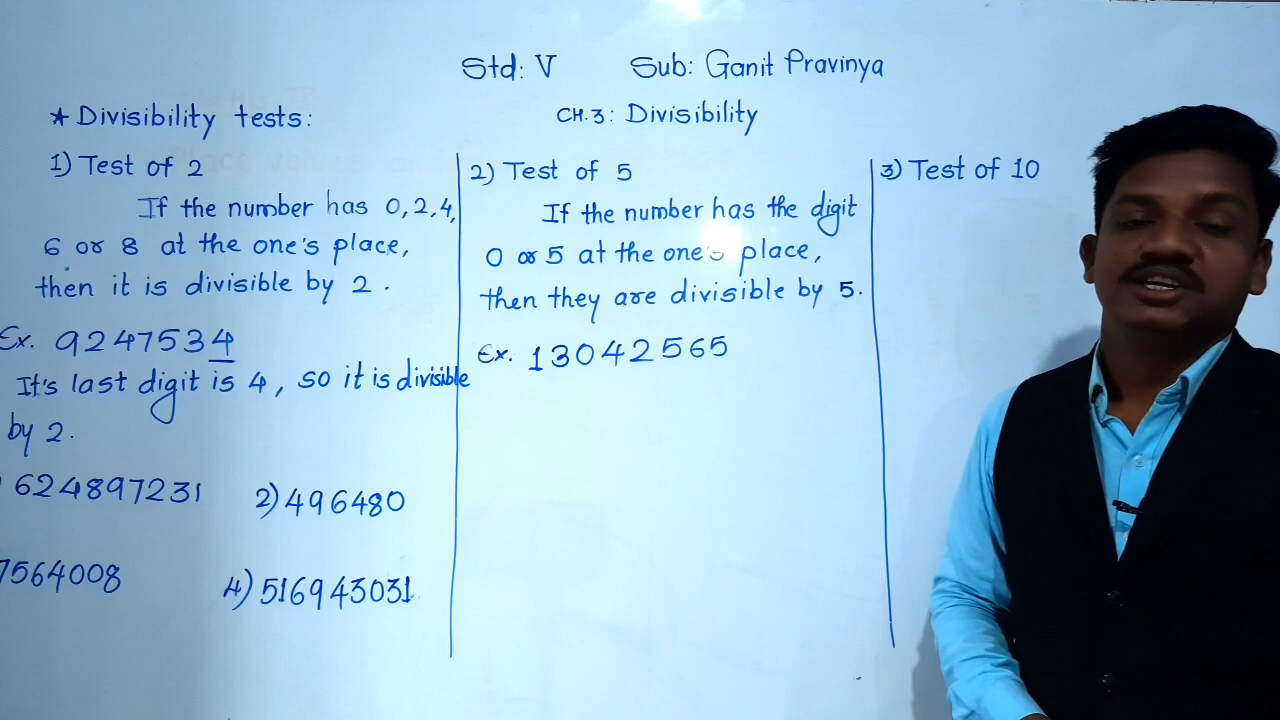 Std: V Sub: Ganit Pravinya
* Divisibility tests:
CH.3: Divisibility
1) Test of 2
If the number has 0, 2, 4,
6 or 8 at the one's place,
then it is divisible by 2.
Ex. 9247534
It's last digit is 4, so it is divisible
by 2.
) 624897231 2) 496480
7564008 4) 516943031
2) Test of 5
If the number has the digit
0 or 5 at the one's place,
then they are divisible by 5.
Ex. 13042565
3) Test of 10